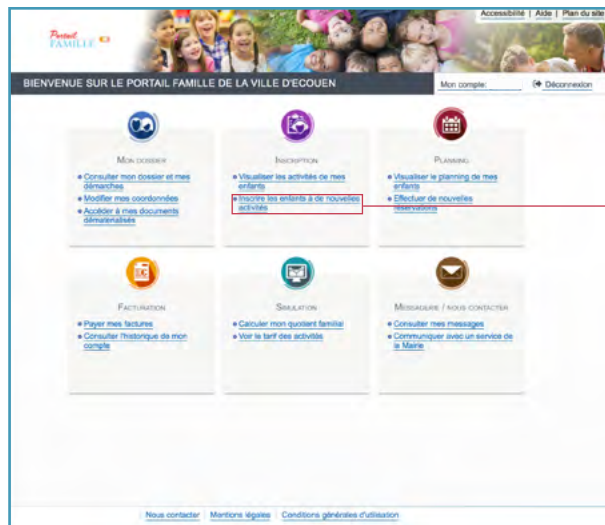 Accessibilité | Aide | Plan du site
Portail
FAMILLE
BIENVENUE SUR LE PORTAIL FAMILLE DE LA VILLE D'ECOUEN
Mon compte:
Déconnexion
MON DOSSIER
Consulter mon dossier et mes
démarches
Modifier mes coordonnées
Accéder à mes documents
dématérialisés
INSCRIPTION
Visualiser les activités de mes
enfants
Inscrire les enfants à de nouvelles
activités
PLANNING
Visualiser le planning de mes
enfants
Effectuer de nouvelles
réservations
FACTURATION
Payer mes factures
Consulter l'historique de mon
compte
SIMULATION
Calculer mon quotient familial
Voir le tarif des activités
MESSAGERIE / NOUS CONTACTER
Consulter mes messages
Communiquer avec un service de
la Mairie
Nous contacter | Mentions légales | Conditions générales d'utilisation